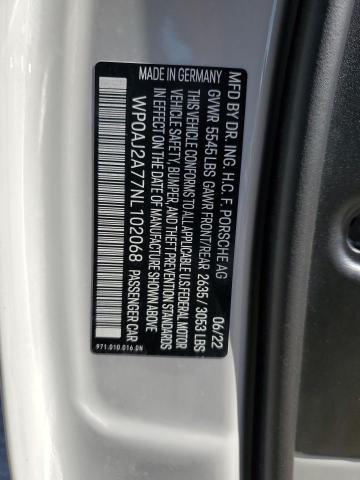 MFD BY DR. ING. H.C. F. PORSCHE AG 06/22
GVWR 5545 LBS GAWR FRONT/REAR 2635 / 3053 LBS
THIS VEHICLE CONFORMS TO ALL APPLICABLE U.S. FEDERAL MOTOR
VEHICLE SAFETY, BUMPER, AND THEFT PREVENTION STANDARDS
IN EFFECT ON THE DATE OF MANUFACTURE SHOWN ABOVE
WP0AJ2A77NL102068 PASSENGER CAR
MADE IN GERMANY
971.010.016.DN